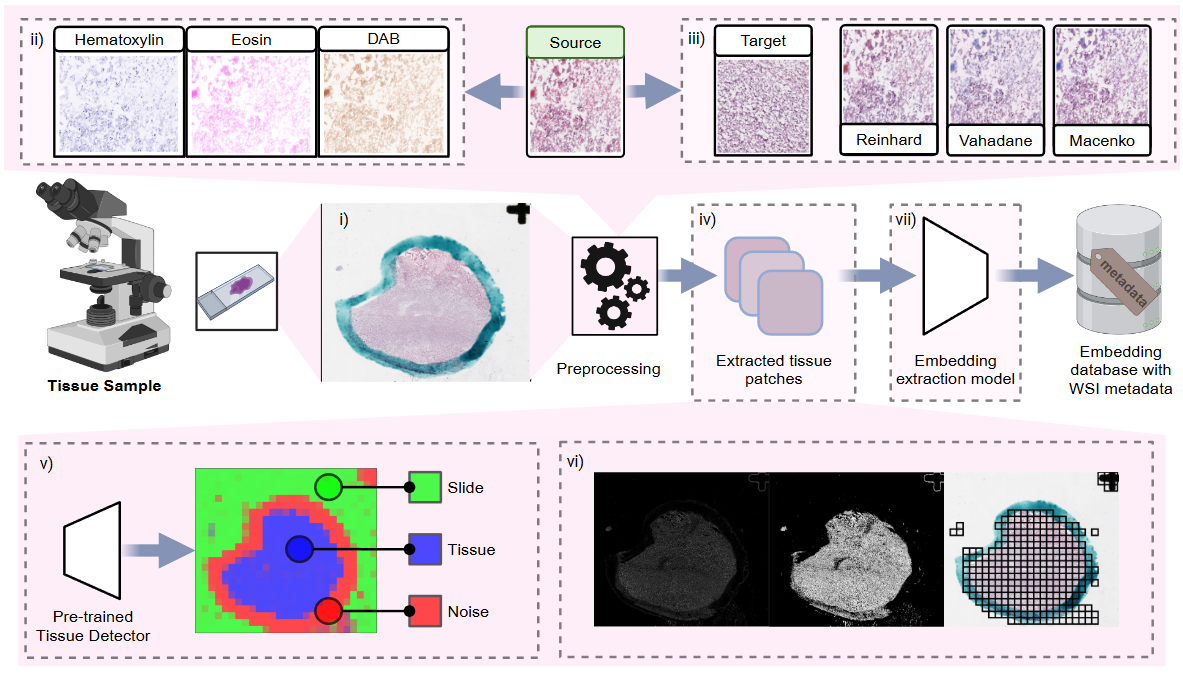 ii)
Hematoxylin
Eosin
DAB
Source
iii)
Target
Reinhard
Vahadane
Macenko
Tissue Sample
i)
Preprocessing
iv)
Extracted tissue
patches
vii)
Embedding
extraction model
metadata
Embedding
database with
WSI metadata
v)
Pre-trained
Tissue Detector
Slide
Tissue
Noise
vi)